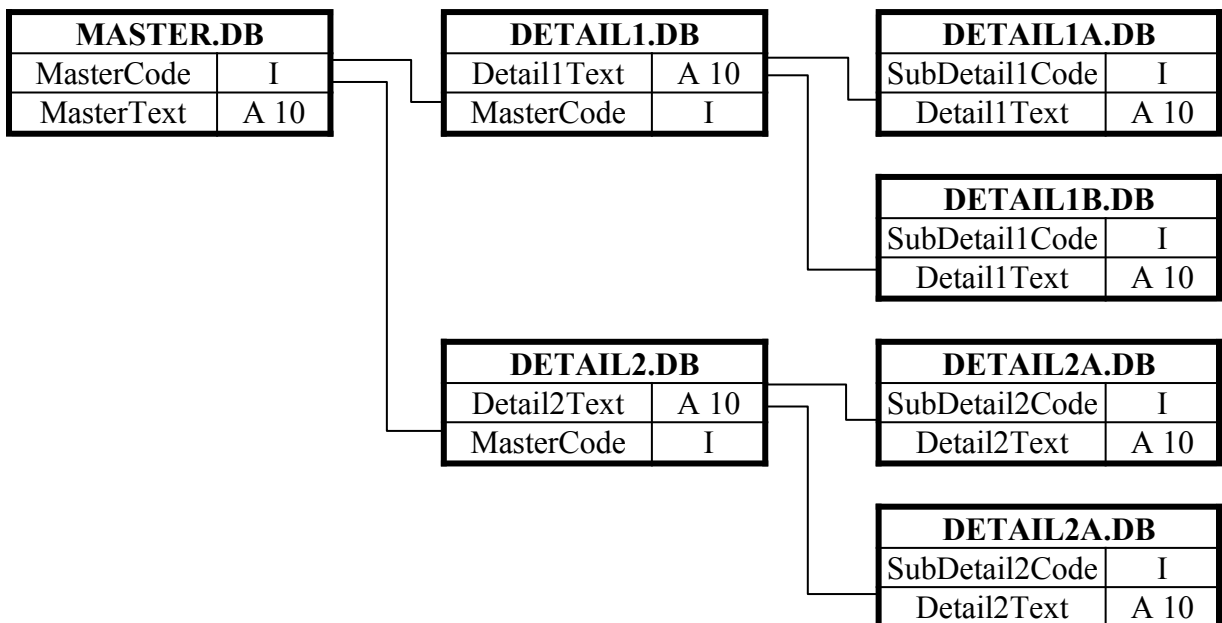 MASTER.DB
MasterCode I
MasterText A 10
DETAIL1.DB
Detail1Text A 10
MasterCode I
DETAIL1A.DB
SubDetail1Code I
Detail1Text A 10
DETAIL1B.DB
SubDetail1Code I
Detail1Text A 10
DETAIL2.DB
Detail2Text A 10
MasterCode I
DETAIL2A.DB
SubDetail2Code I
Detail2Text A 10
DETAIL2A.DB
SubDetail2Code I
Detail2Text A 10